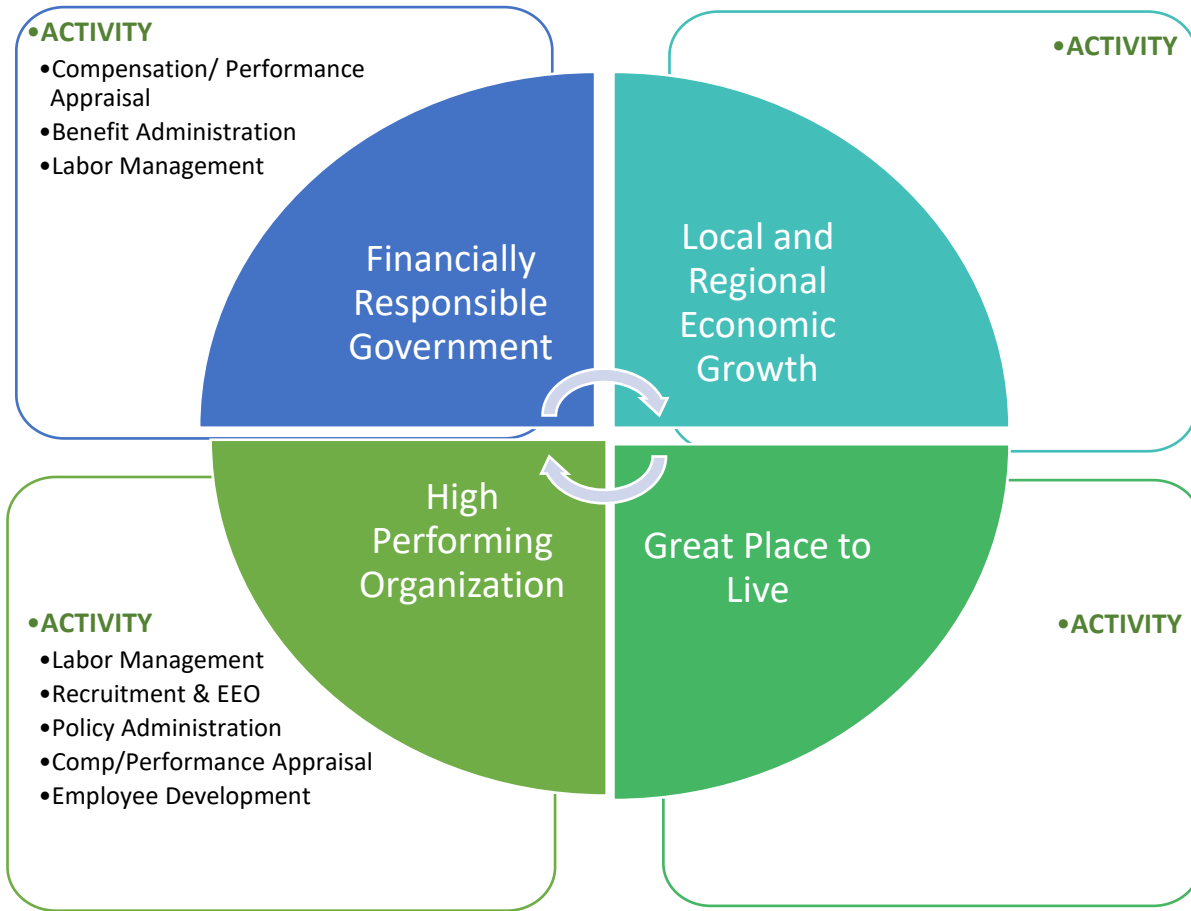 •ACTIVITY
•Compensation/ Performance
Appraisal
•Benefit Administration
•Labor Management
•ACTIVITY
Financially
Responsible
Government
Local and
Regional
Economic
Growth
High
Performing
Organization
Great Place to
Live
•ACTIVITY
•Labor Management
•Recruitment & EEO
•Policy Administration
•Comp/Performance Appraisal
•Employee Development
•ACTIVITY